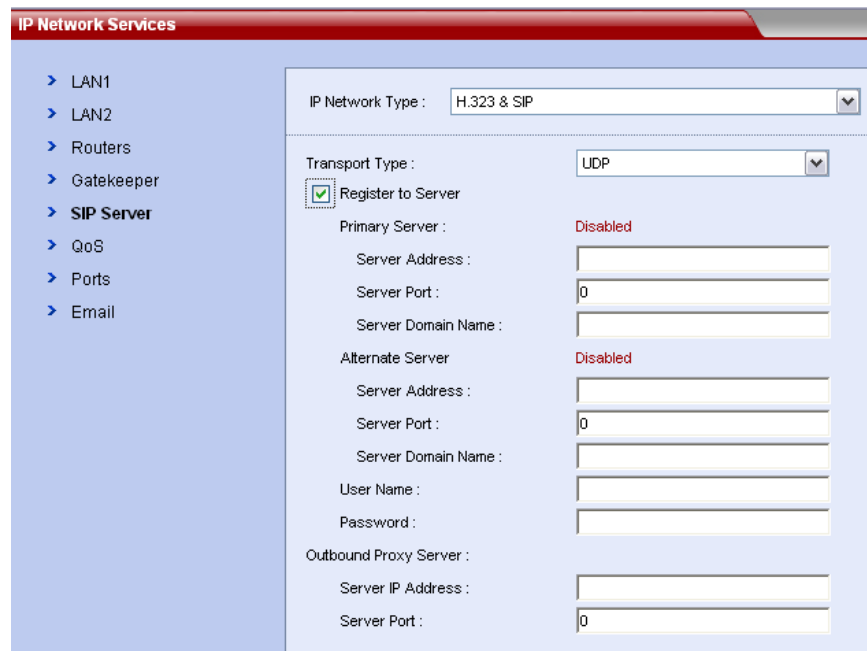 IP Network Services
LAN1
LAN2
Routers
Gatekeeper
SIP Server
QoS
Ports
Email
IP Network Type : H.323 & SIP
Transport Type : UDP
Register to Server
Primary Server : Disabled
Server Address :
Server Port : 0
Server Domain Name :
Alternate Server Disabled
Server Address :
Server Port : 0
Server Domain Name :
User Name :
Password :
Outbound Proxy Server :
Server IP Address :
Server Port : 0